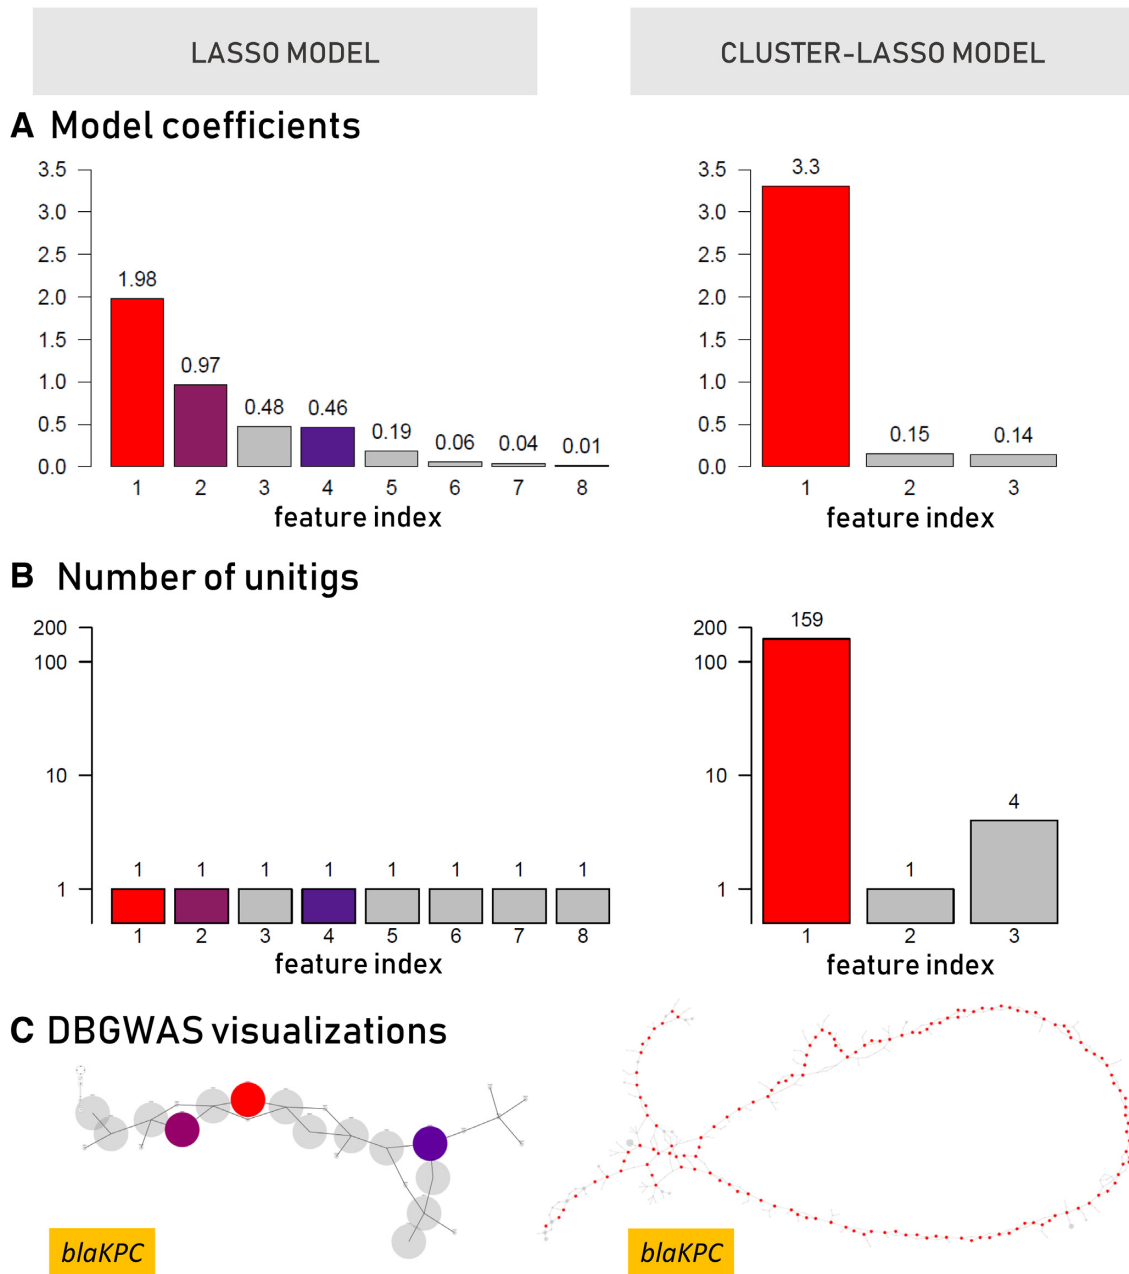 LASSO MODEL
CLUSTER-LASSO MODEL
A Model coefficients
3.5
3.0
2.5
2.0
1.5
1.0
0.5
0.0
1.98
0.97
0.48
0.46
0.19
0.06
0.04
0.01
1 2 3 4 5 6 7 8
feature index
3.5
3.0
2.5
2.0
1.5
1.0
0.5
0.0
3.3
0.15
0.14
1 2 3
feature index
B Number of unitigs
200
100
10
1
1 1 1 1 1 1 1 1
1 2 3 4 5 6 7 8
feature index
200
100
10
1
159
1
4
1 2 3
feature index
C DBGWAS visualizations
blaKPC
blaKPC